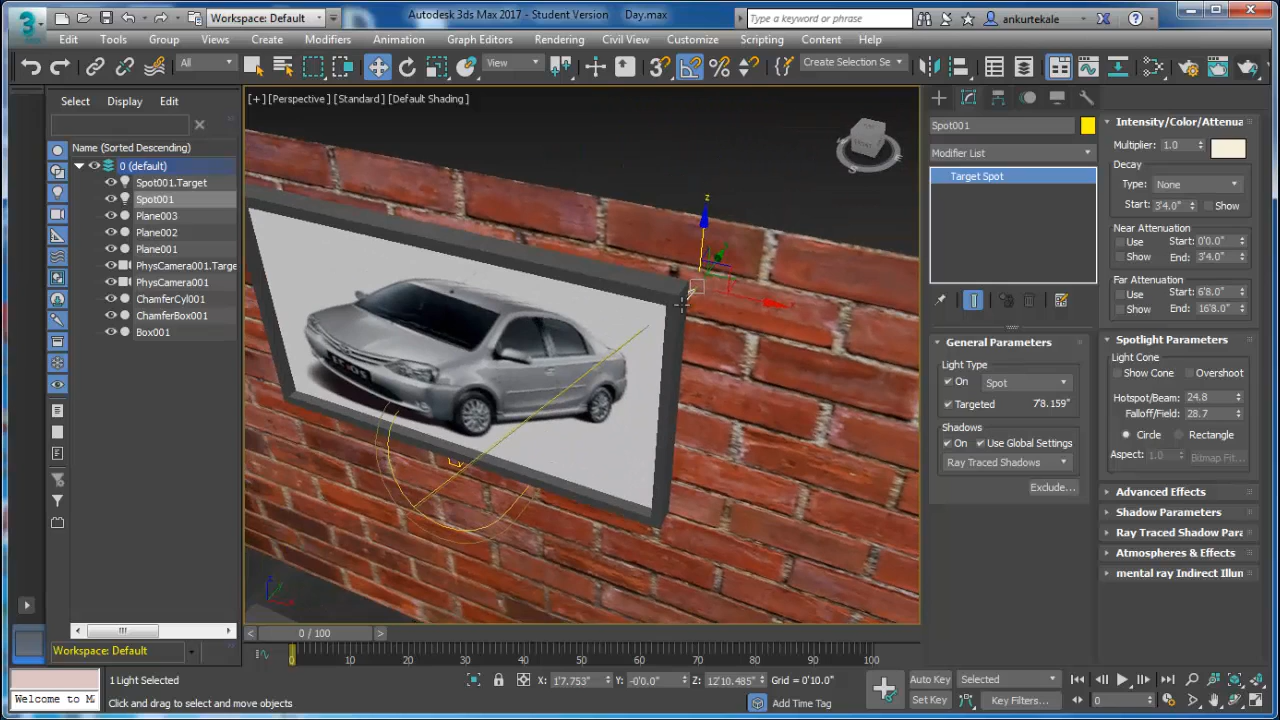 Workspace: Default
Autodesk 3ds Max 2017 - Student Version Day.max
Type a keyword or phrase
ankurtekale
3
Edit Tools Group Views Create Modifiers Animation Graph Editors Rendering Civil View Customize Scripting Content Help
All
View
Create Selection Se
Select Display Edit
[+] [Perspective] [Standard] [Default Shading]
Spot001
Modifier List
Target Spot
Name (Sorted Descending)
0 (default)
Spot001.Target
Spot001
Plane003
Plane002
Plane001
PhysCamera001.Targe
PhysCamera001
ChamferCyl001
ChamferBox001
Box001
z
General Parameters
Light Type
On Spot
Targeted 7'8.159"
Shadows
On Use Global Settings
Ray Traced Shadows
Exclude...
Intensity/Color/Attenua
Multiplier: 1.0
Decay
Type: None
Start: 3'4.0" Show
Near Attenuation
Use Start: 0'0.0"
Show End: 3'4.0"
Far Attenuation
Use Start: 6'8.0"
Show End: 16'8.0"
Spotlight Parameters
Light Cone
Show Cone Overshoot
Hotspot/Beam: 24.8
Falloff/Field: 28.7
Circle Rectangle
Aspect: 1.0 Bitmap Fit...
Advanced Effects
Shadow Parameters
Ray Traced Shadow Para
Atmospheres & Effects
mental ray Indirect Illum
0 / 100
Workspace: Default
0 10 20 30 40 50 60 70 80 90 100
1 Light Selected
X: 1'7.753" Y: -0'0.0" Z: 12'10.485" Grid = 0'10.0"
Auto Key Selected
Welcome to M
Click and drag to select and move objects
Add Time Tag
Set Key Key Filters...
0